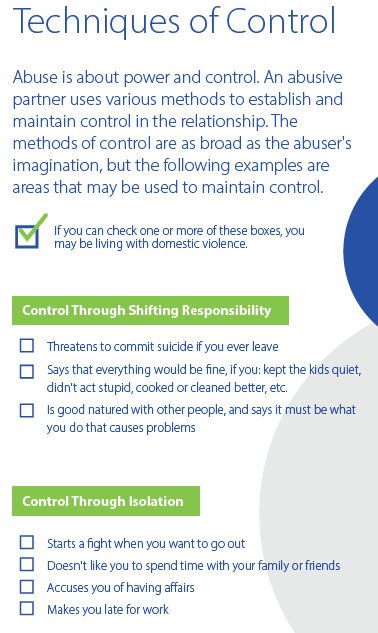 Techniques of Control
Abuse is about power and control. An abusive
partner uses various methods to establish and
maintain control in the relationship. The
methods of control are as broad as the abuser's
imagination, but the following examples are
areas that may be used to maintain control.
If you can check one or more of these boxes, you
may be living with domestic violence.
Control Through Shifting Responsibility
Threatens to commit suicide if you ever leave
Says that everything would be fine, if you: kept the kids quiet,
didn't act stupid, cooked or cleaned better, etc.
Is good natured with other people, and says it must be what
you do that causes problems
Control Through Isolation
Starts a fight when you want to go out
Doesn't like you to spend time with your family or friends
Accuses you of having affairs
Makes you late for work